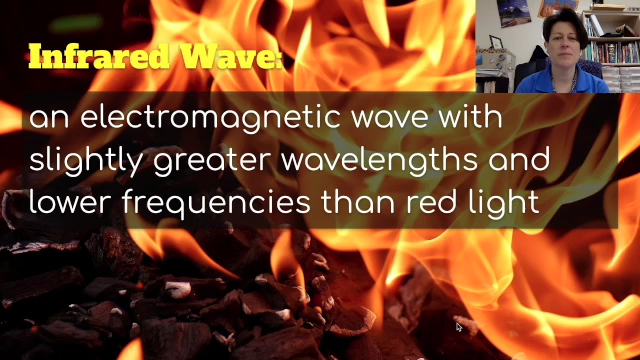 Infrared Wave:
an electromagnetic wave with
slightly greater wavelengths and
lower frequencies than red light